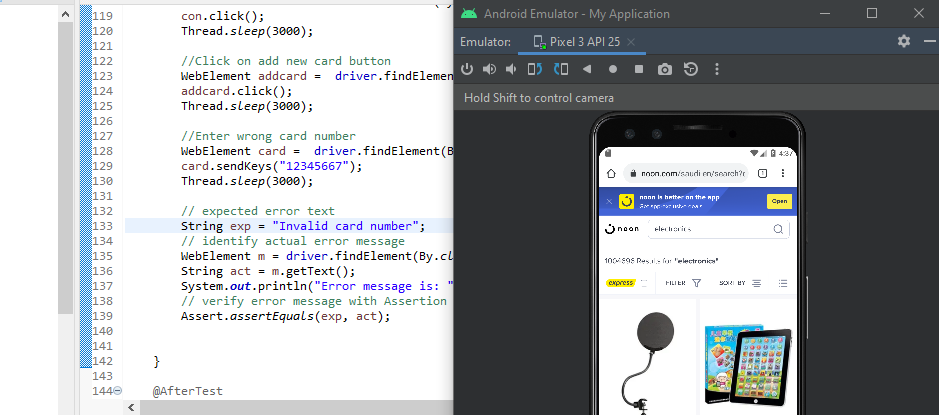 119 con.click();
120 Thread.sleep(3000);
121
122 //Click on add new card button
123 WebElement addcard = driver.findElemen
124 addcard.click();
125 Thread.sleep(3000);
126
127 //Enter wrong card number
128 WebElement card = driver.findElement(B
129 card.sendKeys("12345667");
130 Thread.sleep(3000);
131
132 // expected error text
133 String exp = "Invalid card number";
134 // identify actual error message
135 WebElement m = driver.findElement(By.cl
136 String act = m.getText();
137 System.out.println("Error message is: "
138 // verify error message with Assertion
139 Assert.assertEquals(exp, act);
140
141
142 }
143
144 @AfterTest
Android Emulator - My Application
Emulator: Pixel 3 API 25
Hold Shift to control camera
4:37
noon.com/saudi-en/search?
noon is better on the app
Get app-exclusive deals
Open
noon electronics
Results for "electronics"
express FILTER SORT BY